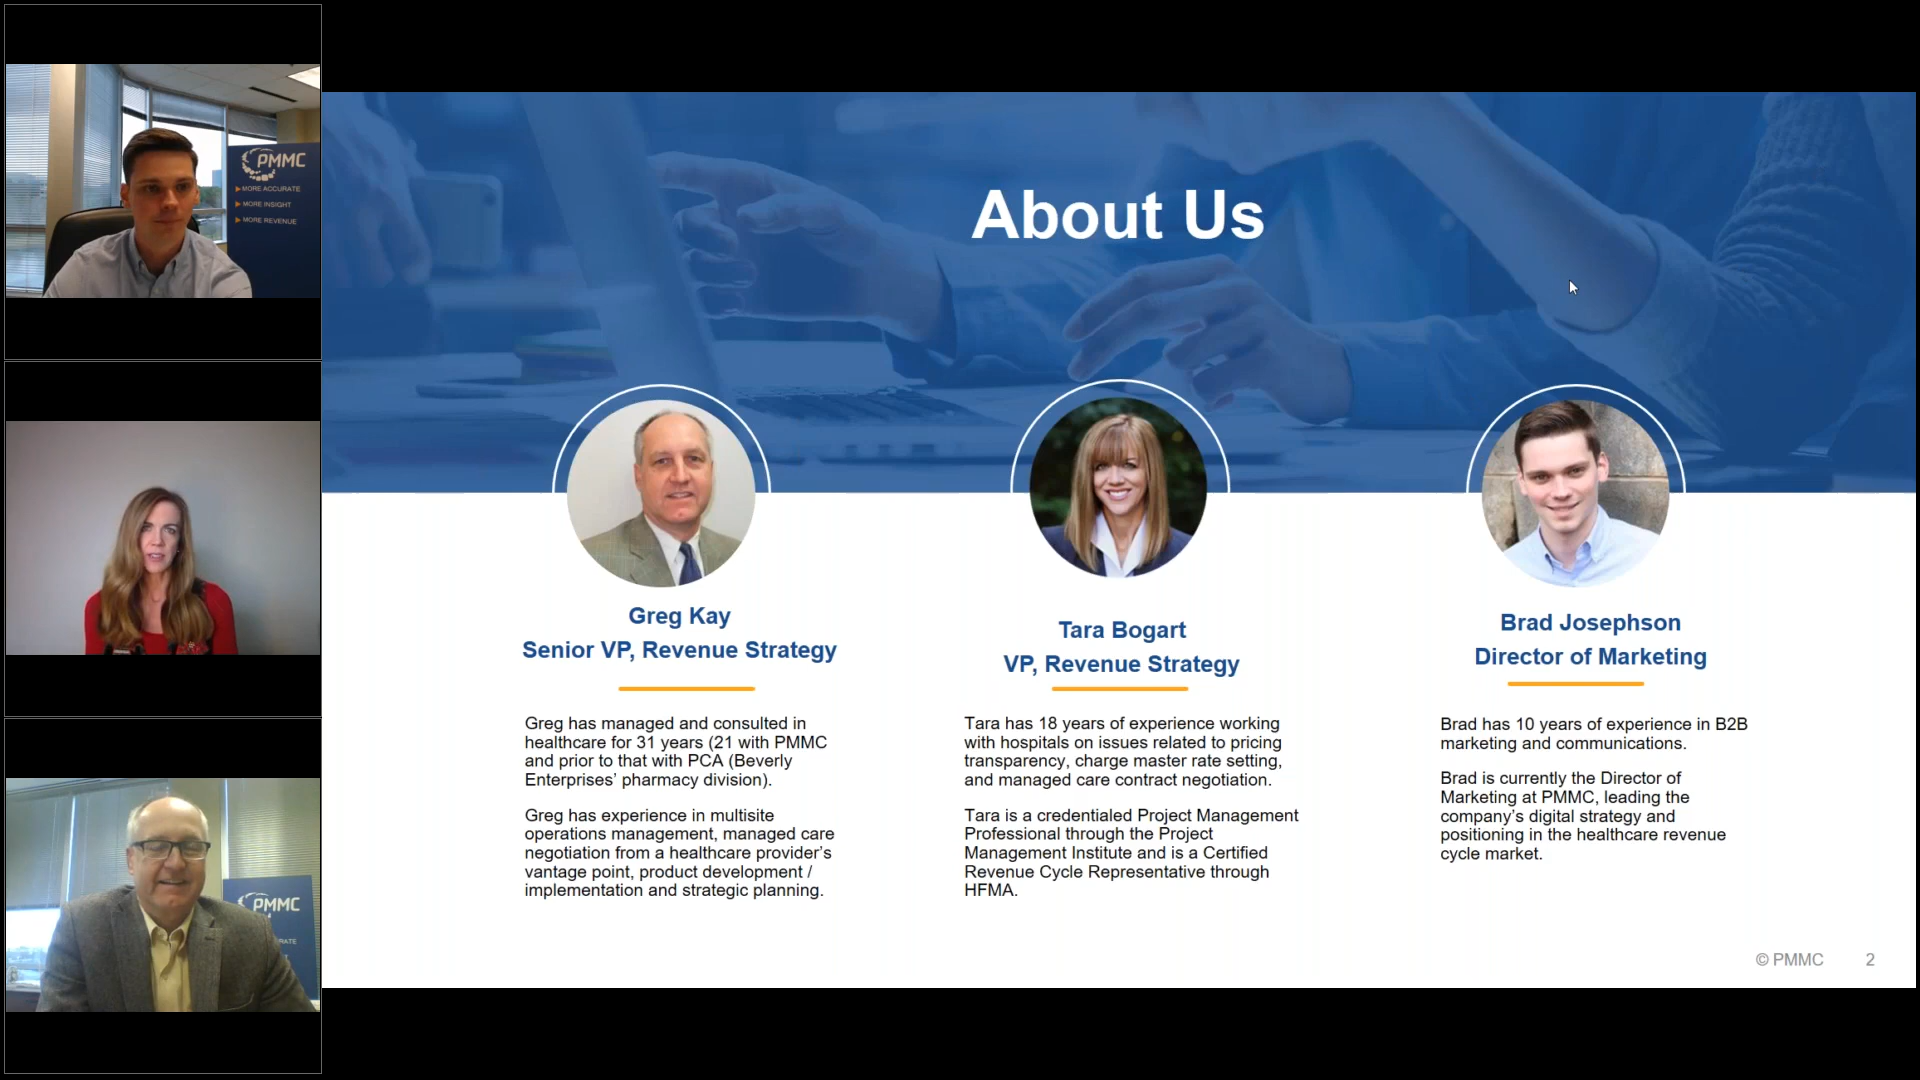 PMMC
MORE ACCURATE
MORE INSIGHT
MORE REVENUE
PMMC
RATE
About Us
Greg Kay
Senior VP, Revenue Strategy
Greg has managed and consulted in
healthcare for 31 years (21 with PMMC
and prior to that with PCA (Beverly
Enterprises’ pharmacy division).
Greg has experience in multisite
operations management, managed care
negotiation from a healthcare provider’s
vantage point, product development /
implementation and strategic planning.
Tara Bogart
VP, Revenue Strategy
Tara has 18 years of experience working
with hospitals on issues related to pricing
transparency, charge master rate setting,
and managed care contract negotiation.
Tara is a credentialed Project Management
Professional through the Project
Management Institute and is a Certified
Revenue Cycle Representative through
HFMA.
Brad Josephson
Director of Marketing
Brad has 10 years of experience in B2B
marketing and communications.
Brad is currently the Director of
Marketing at PMMC, leading the
company’s digital strategy and
positioning in the healthcare revenue
cycle market.
© PMMC 2